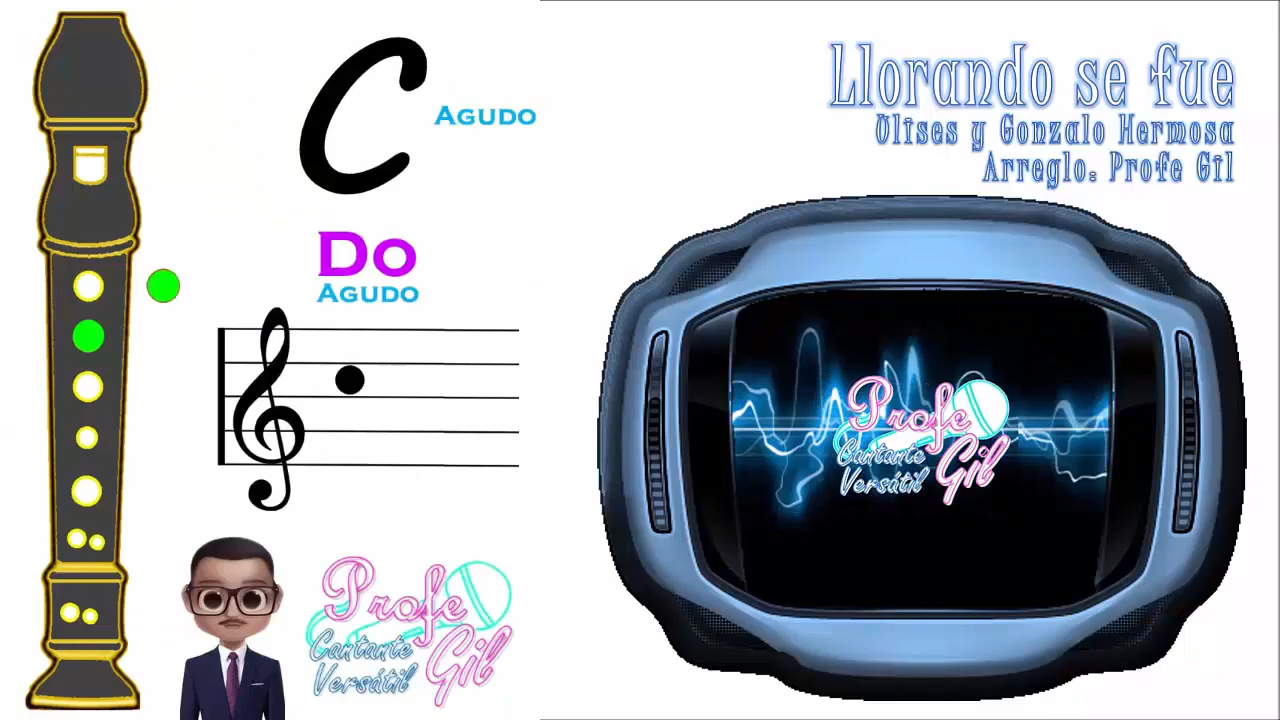 C
AGUDO
DO
AGUDO
Profe
Cantante
Versátil
Gil
Llorando se fue
Ulises y Gonzalo Hermosa
Arreglo: Profe Gil
Profe
Cantante
Versátil
Gil